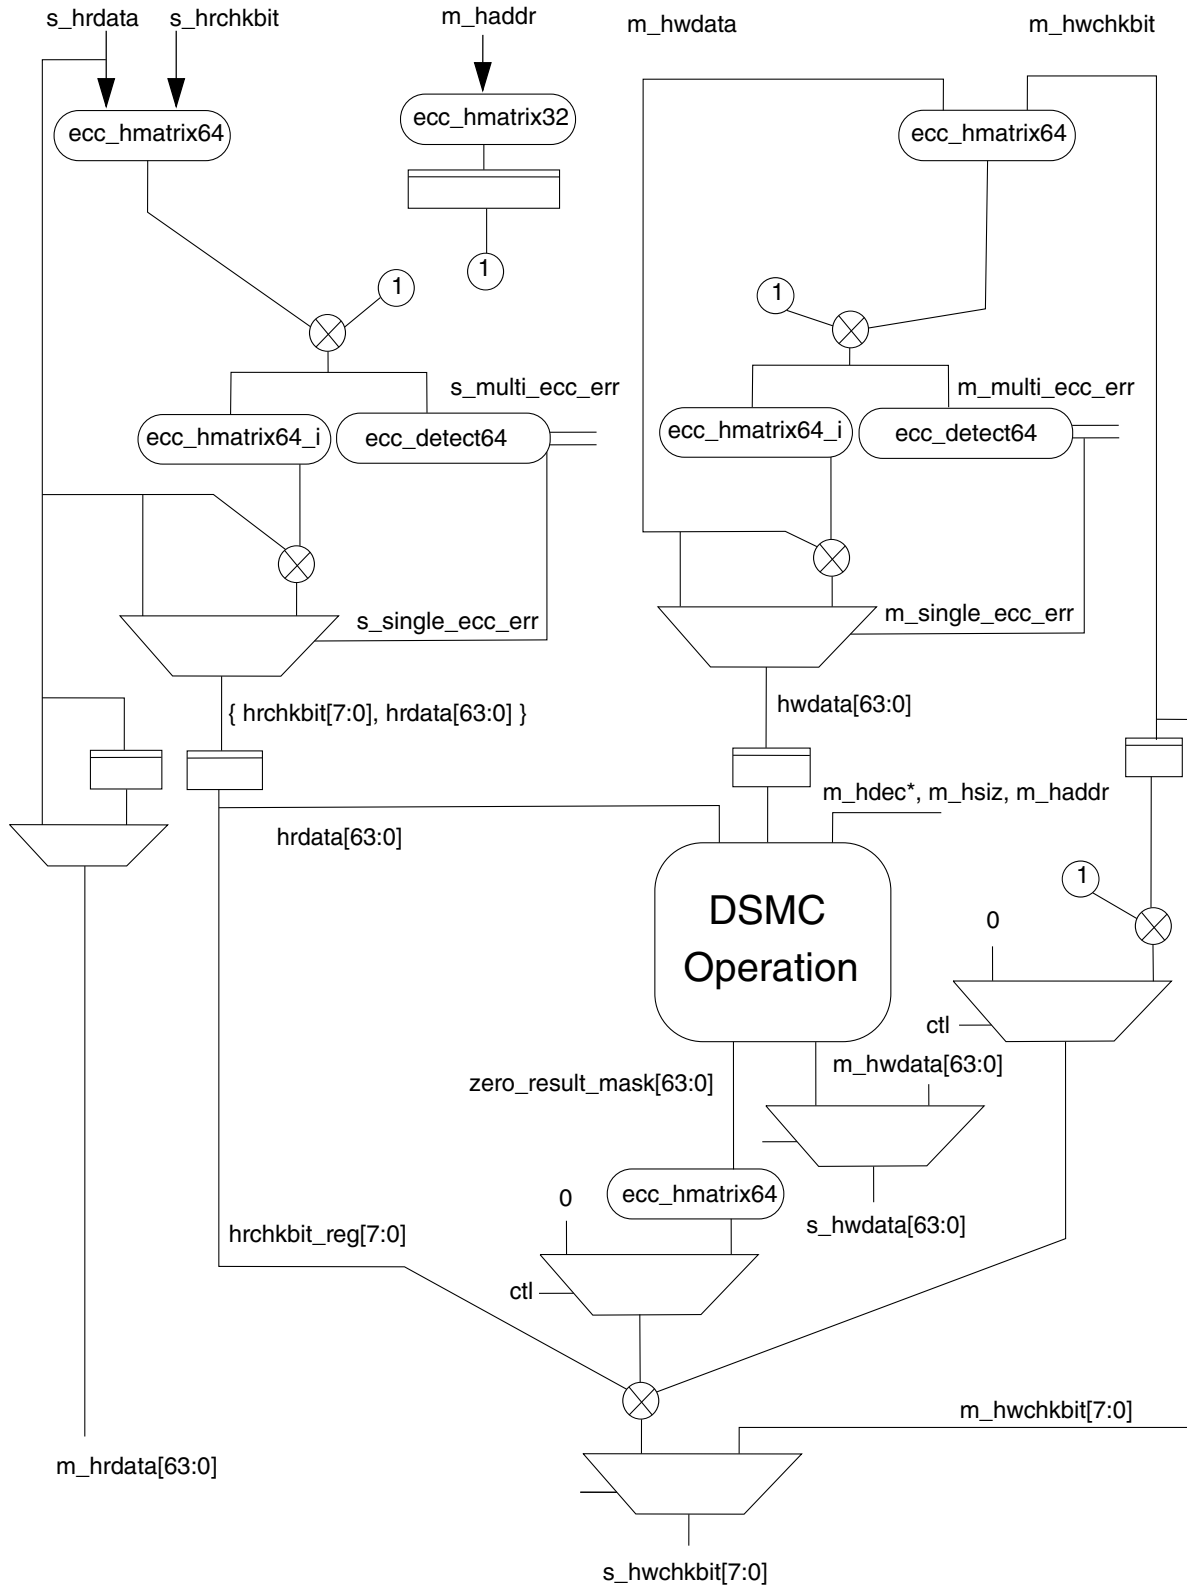 s_hrdata s_hrchkbit m_haddr m_hwdata m_hwchkbit
ecc_hmatrix64 ecc_hmatrix32 ecc_hmatrix64
1
1 1
s_multi_ecc_err m_multi_ecc_err
ecc_hmatrix64_i ecc_detect64 ecc_hmatrix64_i ecc_detect64
s_single_ecc_err m_single_ecc_err
{ hrchkbit[7:0], hrdata[63:0] } hwdata[63:0]
m_hdec*, m_hsiz, m_haddr
hrdata[63:0]
1
DSMC
0
Operation
ctl
m_hwdata[63:0]
zero_result_mask[63:0]
0 ecc_hmatrix64
s_hwdata[63:0]
hrchkbit_reg[7:0]
ctl
m_hwchkbit[7:0]
m_hrdata[63:0]
s_hwchkbit[7:0]